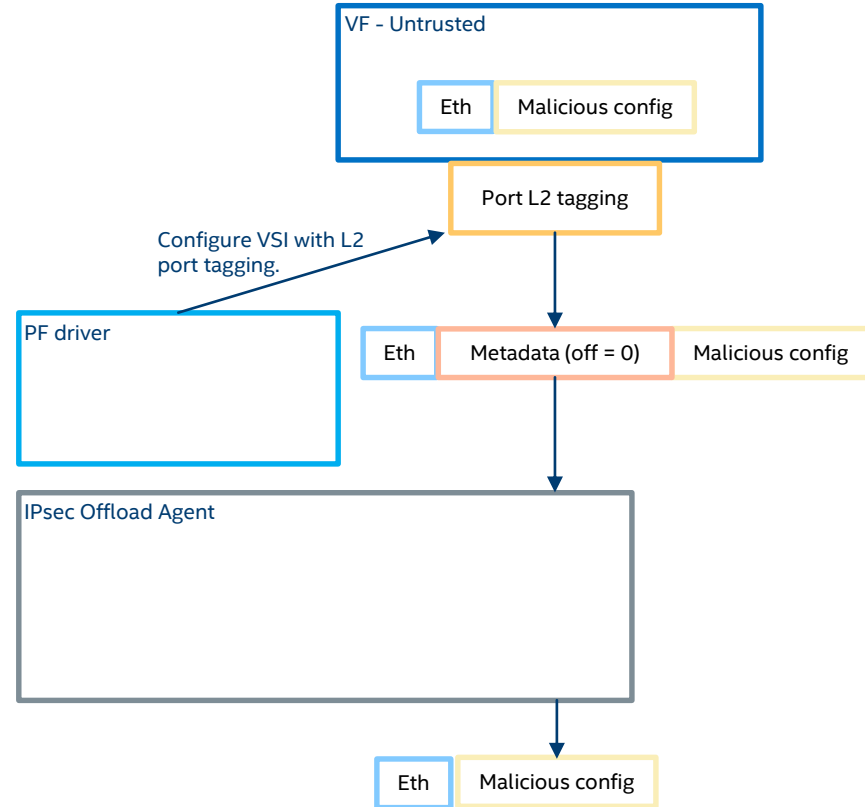 VF - Untrusted
Eth
Malicious config
Port L2 tagging
Configure VSI with L2
port tagging.
PF driver
Eth
Metadata (off = 0)
Malicious config
IPsec Offload Agent
Eth
Malicious config